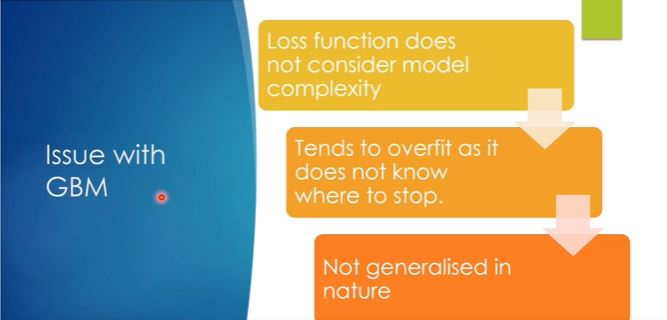 Issue with
GBM
Loss function does
not consider model
complexity
Tends to overfit as it
does not know
where to stop.
Not generalised in
nature